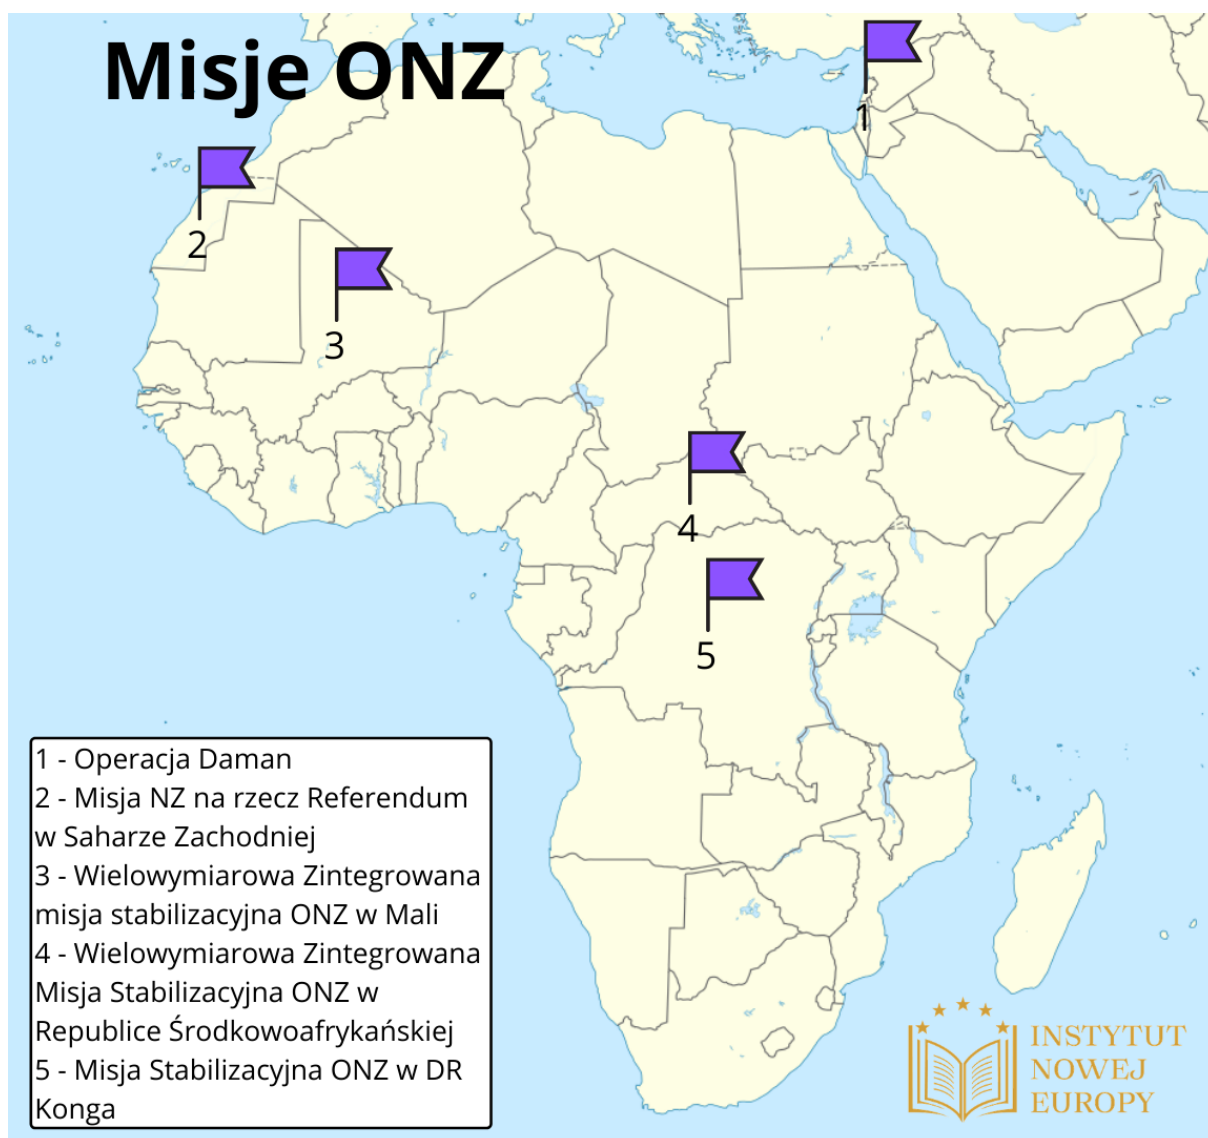 Misje ONZ
1
2
3
4
5
1 - Operacja Daman
2 - Misja NZ na rzecz Referendum
w Saharze Zachodniej
3 - Wielowymiarowa Zintegrowana
misja stabilizacyjna ONZ w Mali
4 - Wielowymiarowa Zintegrowana
Misja Stabilizacyjna ONZ w
Republice Środkowoafrykańskiej
5 - Misja Stabilizacyjna ONZ w DR
Konga
INSTYTUT
NOWEJ
EUROPY